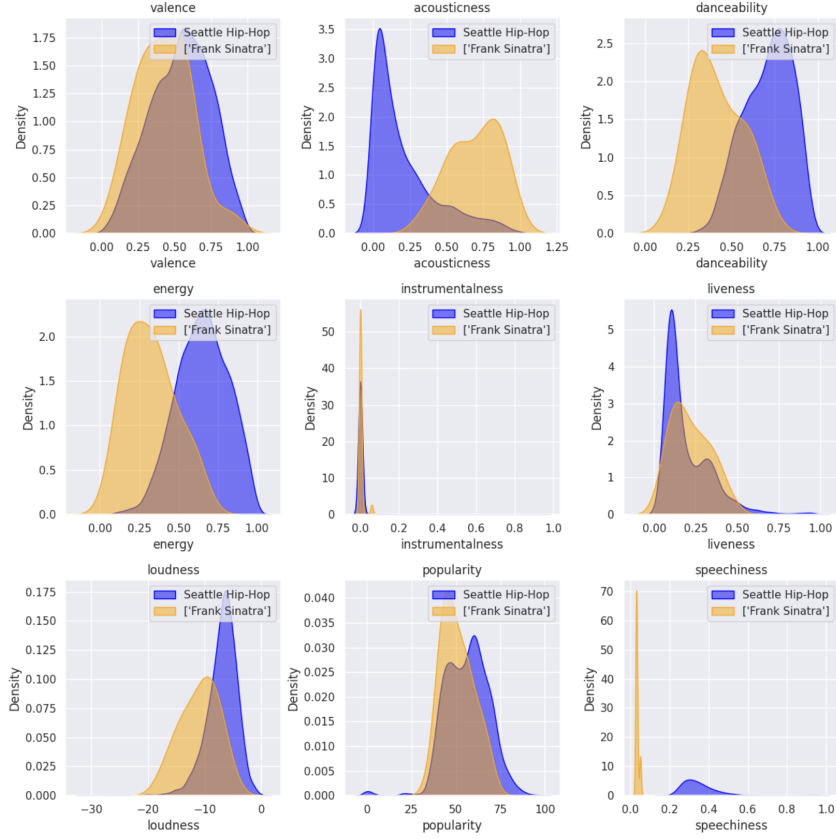 valence
Seattle Hip-Hop
['Frank Sinatra']
Density
1.75
1.50
1.25
1.00
0.75
0.50
0.25
0.00
0.00 0.25 0.50 0.75 1.00
valence
acousticness
Seattle Hip-Hop
['Frank Sinatra']
Density
3.5
3.0
2.5
2.0
1.5
1.0
0.5
0.0
0.00 0.25 0.50 0.75 1.00 1.25
acousticness
danceability
Seattle Hip-Hop
['Frank Sinatra']
Density
2.5
2.0
1.5
1.0
0.5
0.0
0.00 0.25 0.50 0.75 1.00
danceability
energy
Seattle Hip-Hop
['Frank Sinatra']
Density
2.0
1.5
1.0
0.5
0.0
0.00 0.25 0.50 0.75 1.00
energy
instrumentalness
Seattle Hip-Hop
['Frank Sinatra']
Density
50
40
30
20
10
0
0.0 0.2 0.4 0.6 0.8 1.0
instrumentalness
liveness
Seattle Hip-Hop
['Frank Sinatra']
Density
5
4
3
2
1
0
0.00 0.25 0.50 0.75 1.00
liveness
loudness
Seattle Hip-Hop
['Frank Sinatra']
Density
0.175
0.150
0.125
0.100
0.075
0.050
0.025
0.000
−30 −20 −10 0
loudness
popularity
Seattle Hip-Hop
['Frank Sinatra']
Density
0.040
0.035
0.030
0.025
0.020
0.015
0.010
0.005
0.000
0 25 50 75 100
popularity
speechiness
Seattle Hip-Hop
['Frank Sinatra']
Density
70
60
50
40
30
20
10
0
0.0 0.2 0.4 0.6 0.8 1.0
speechiness